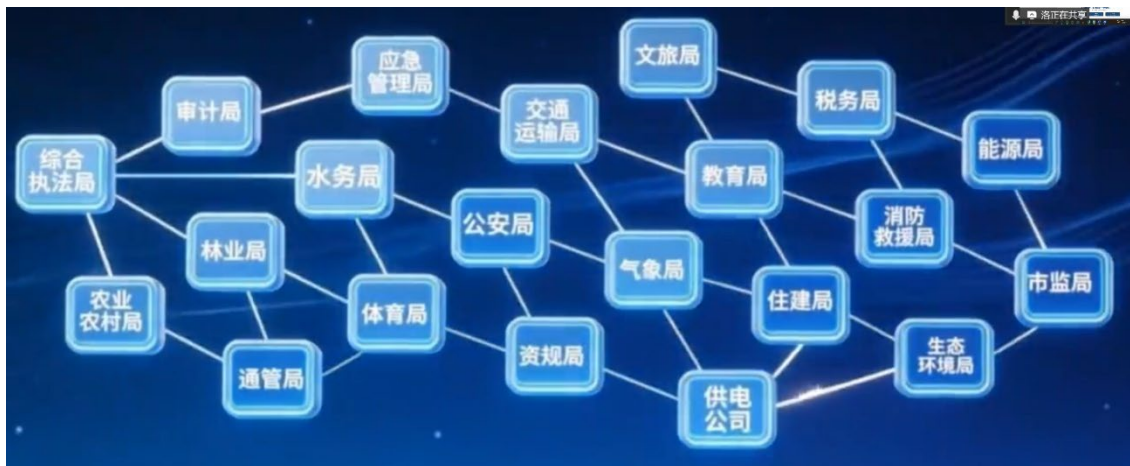 洛正在共享
文旅局
应急
管理局
税务局
审计局
交通
运输局
能源局
综合
执法局
水务局
教育局
公安局
消防
救援局
林业局
气象局
市监局
农业
农村局
体育局
住建局
资规局
生态
环境局
通管局
供电
公司